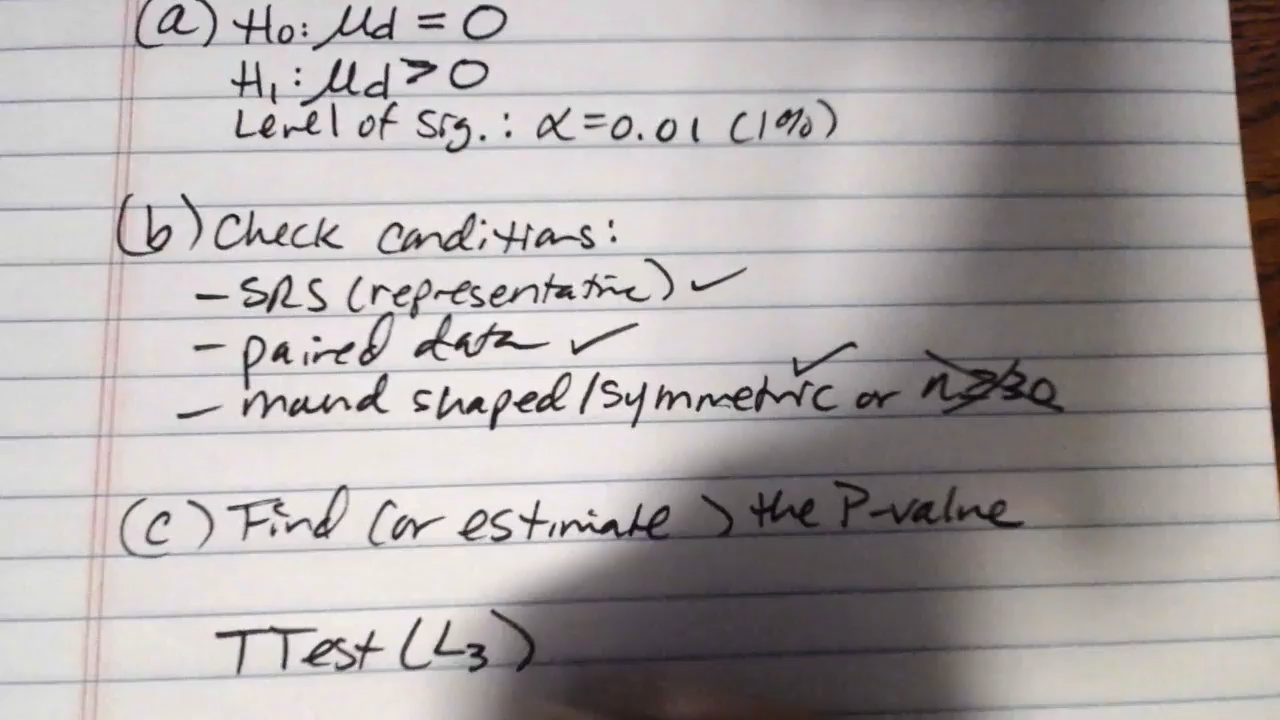 (a) H₀: μd = 0
H₁: μd > 0
Level of sig.: α=0.01 (1%)
(b) Check conditions:
- SRS (representative) ✓
- paired data ✓
- mound shaped/symmetric ✓ or n≥30
(c) Find (or estimate) the P-value
TTest (L₃)